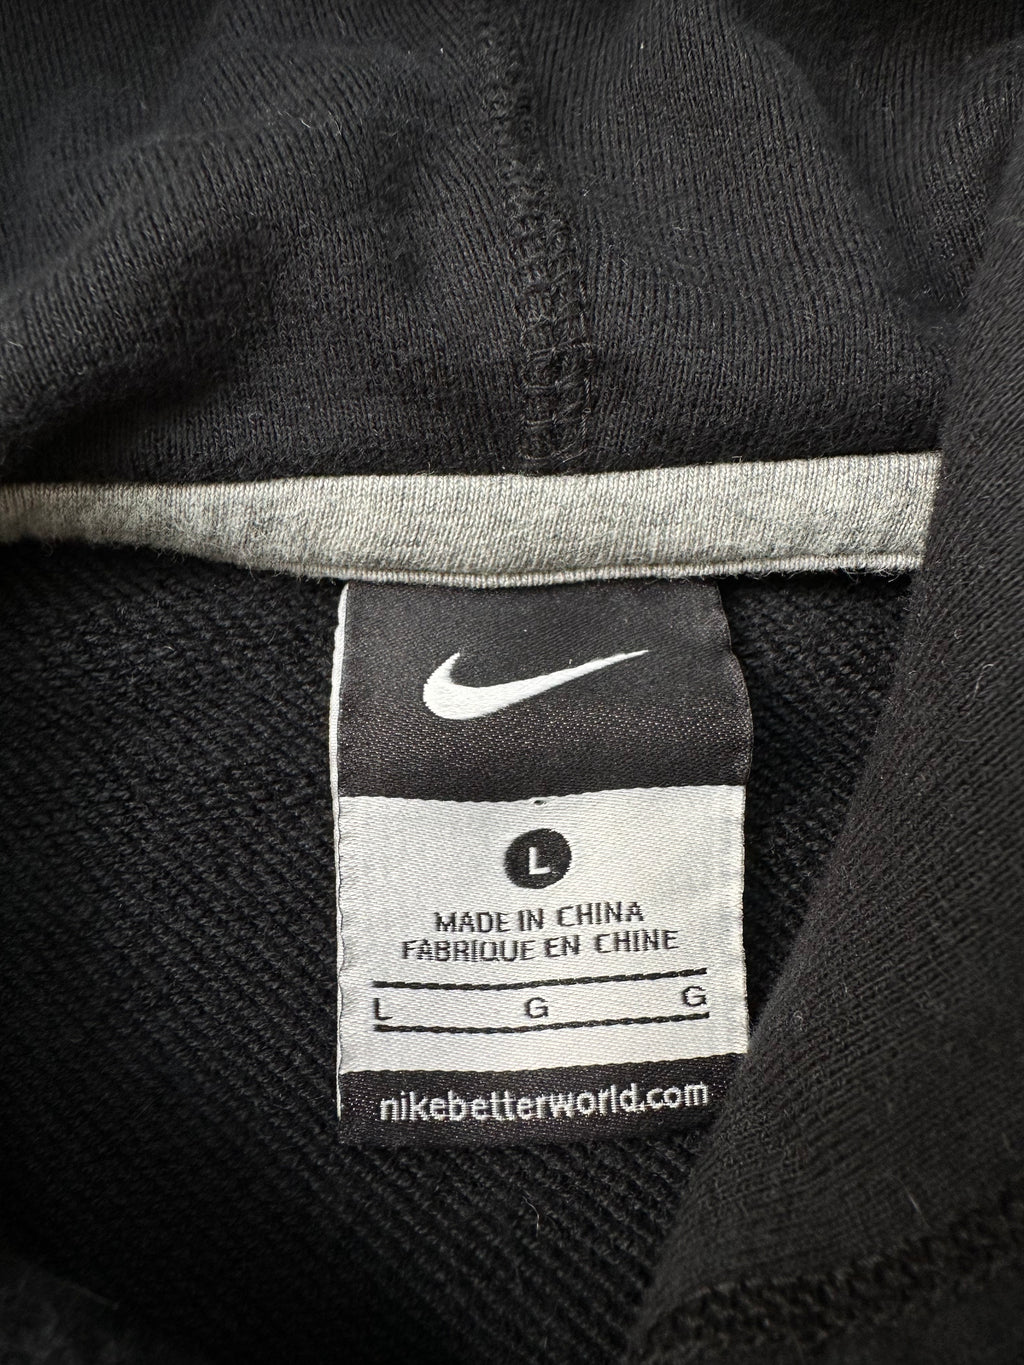 L
MADE IN CHINA
FABRIQUE EN CHINE
L G G
nikebetterworld.com